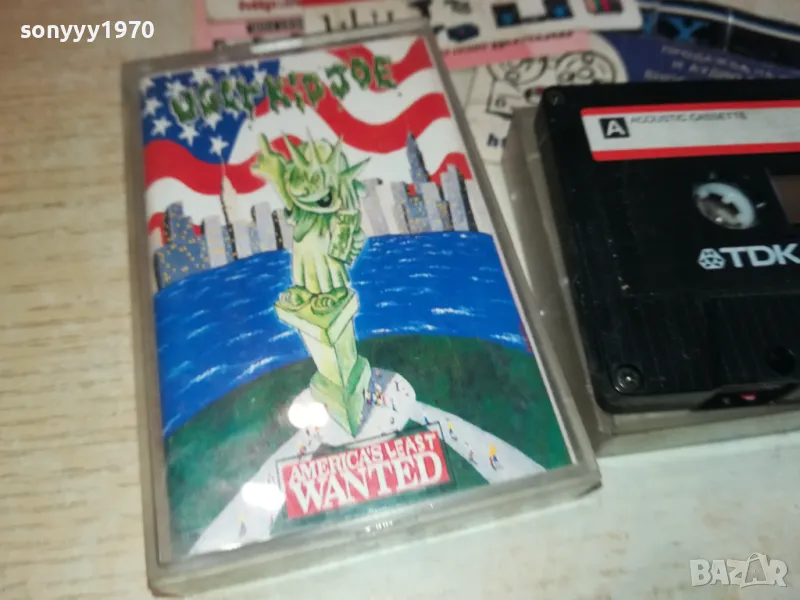 sonyyy1970
UGLY KID JOE
AMERICA'S LEAST
WANTED
A ACOUSTIC CASSETTE
TDK
BAZAR